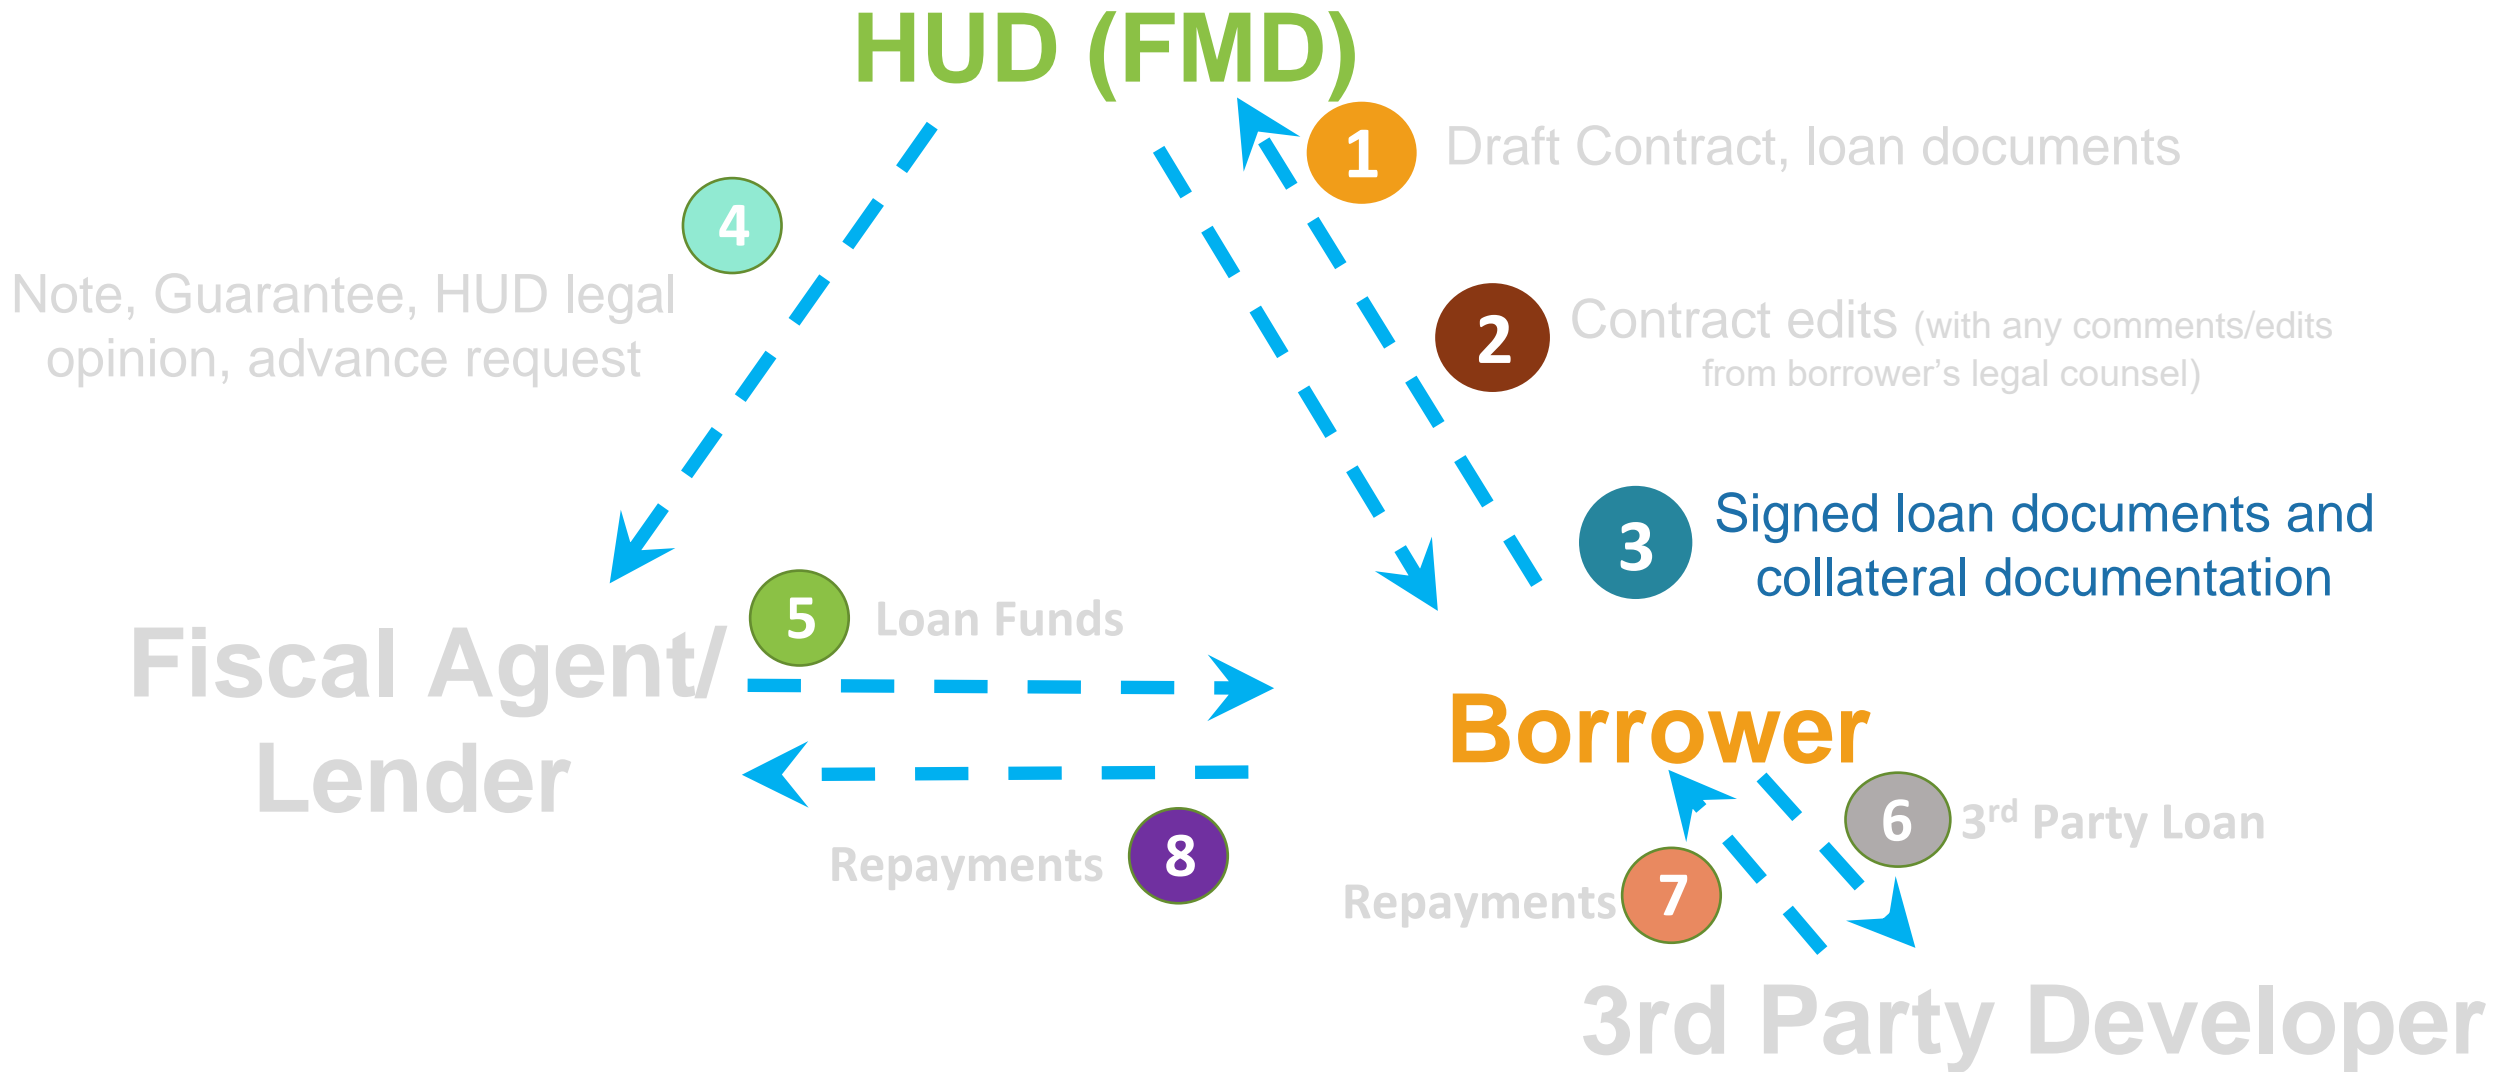 HUD (FMD)
1
Draft Contract, loan documents
4
Note, Guarantee, HUD legal
opinion, advance request
2
Contract edits (with any comments/edits
from borrower's legal counsel)
3
Signed loan documents and
collateral documentation
5
Loan Funds
Fiscal Agent/
Lender
Borrower
8
Repayments
6
3rd Party Loan
7
Repayments
3rd Party Developer